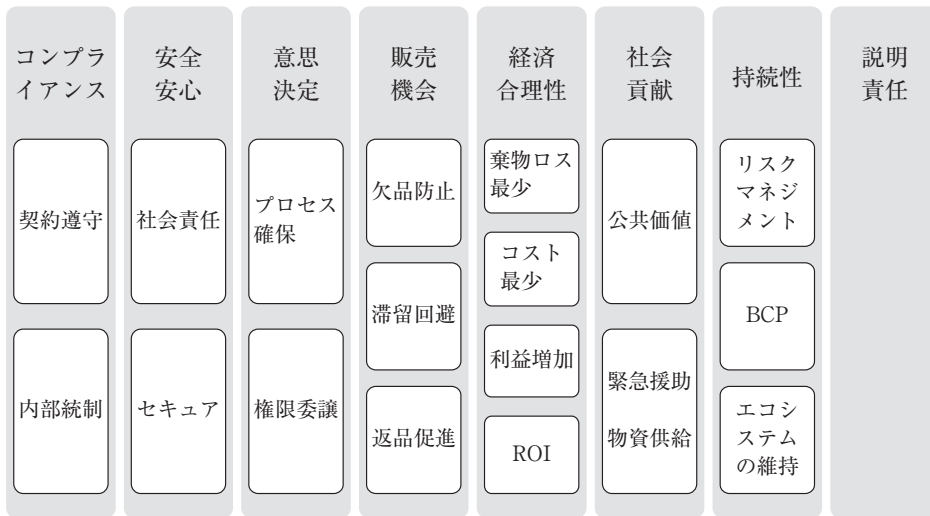 コンプラ
イアンス
契約遵守
内部統制
安全
安心
社会責任
セキュア
意思
決定
プロセス
確保
権限委譲
販売
機会
欠品防止
滞留回避
返品促進
経済
合理性
棄物ロス
最少
コスト
最少
利益増加
ROI
社会
貢献
公共価値
緊急援助
物資供給
持続性
リスク
マネジ
メント
BCP
エコシ
ステム
の維持
説明
責任